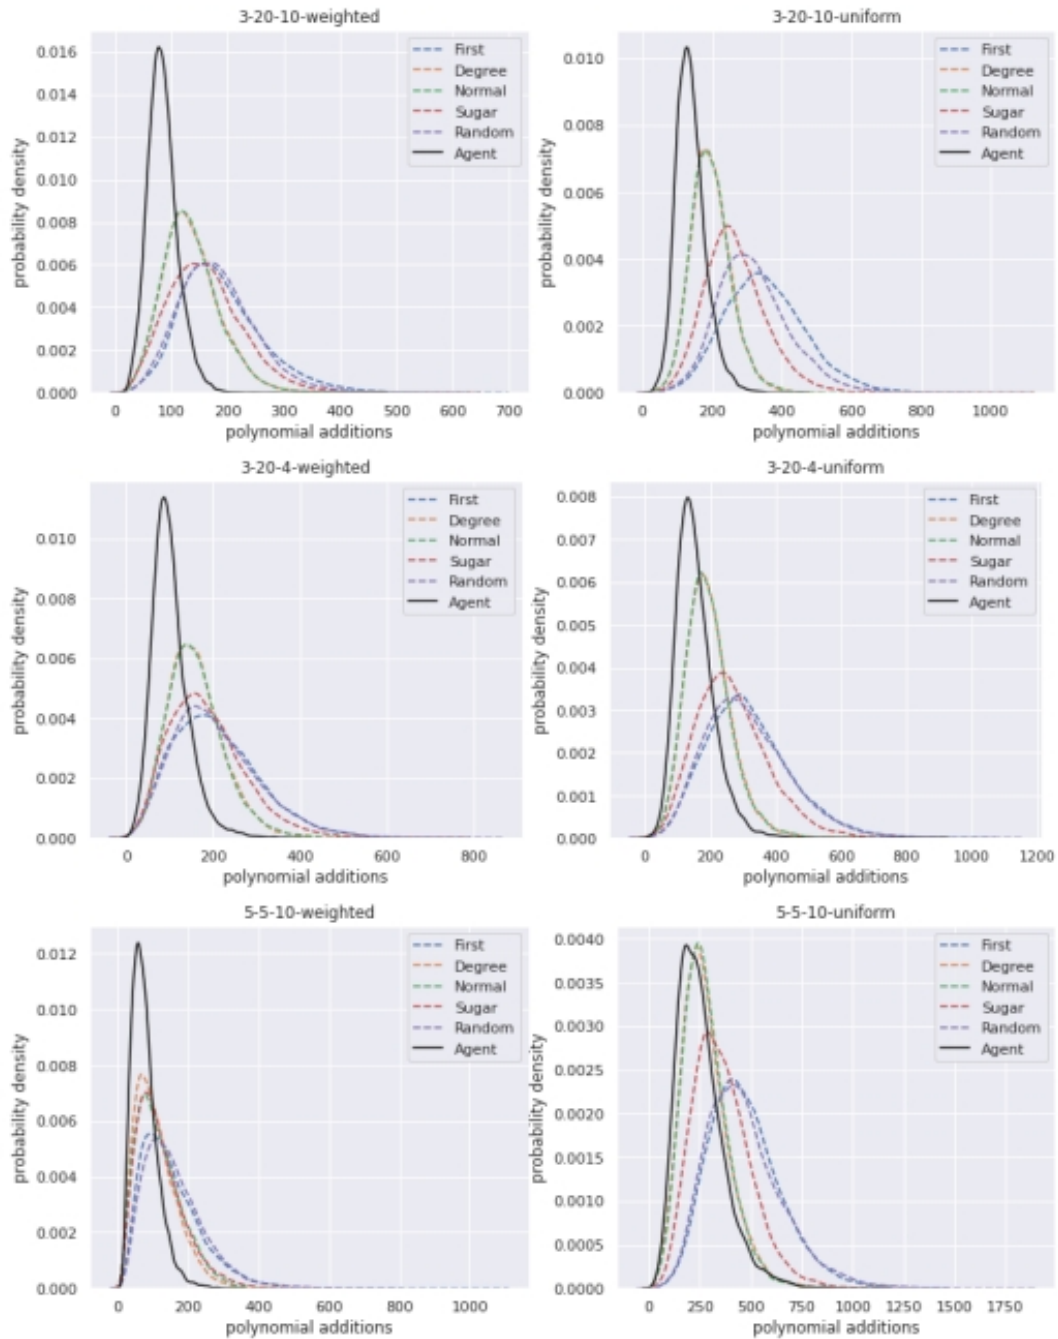 3-20-10-weighted
probability density
0.016
0.014
0.012
0.010
0.008
0.006
0.004
0.002
0.000
First
Degree
Normal
Sugar
Random
Agent
0 100 200 300 400 500 600 700
polynomial additions
3-20-10-uniform
probability density
0.010
0.008
0.006
0.004
0.002
0.000
First
Degree
Normal
Sugar
Random
Agent
0 200 400 600 800 1000
polynomial additions
3-20-4-weighted
probability density
0.010
0.008
0.006
0.004
0.002
0.000
First
Degree
Normal
Sugar
Random
Agent
0 200 400 600 800
polynomial additions
3-20-4-uniform
probability density
0.008
0.007
0.006
0.005
0.004
0.003
0.002
0.001
0.000
First
Degree
Normal
Sugar
Random
Agent
0 200 400 600 800 1000 1200
polynomial additions
5-5-10-weighted
probability density
0.012
0.010
0.008
0.006
0.004
0.002
0.000
First
Degree
Normal
Sugar
Random
Agent
0 200 400 600 800 1000
polynomial additions
5-5-10-uniform
probability density
0.0040
0.0035
0.0030
0.0025
0.0020
0.0015
0.0010
0.0005
0.0000
First
Degree
Normal
Sugar
Random
Agent
0 250 500 750 1000 1250 1500 1750
polynomial additions